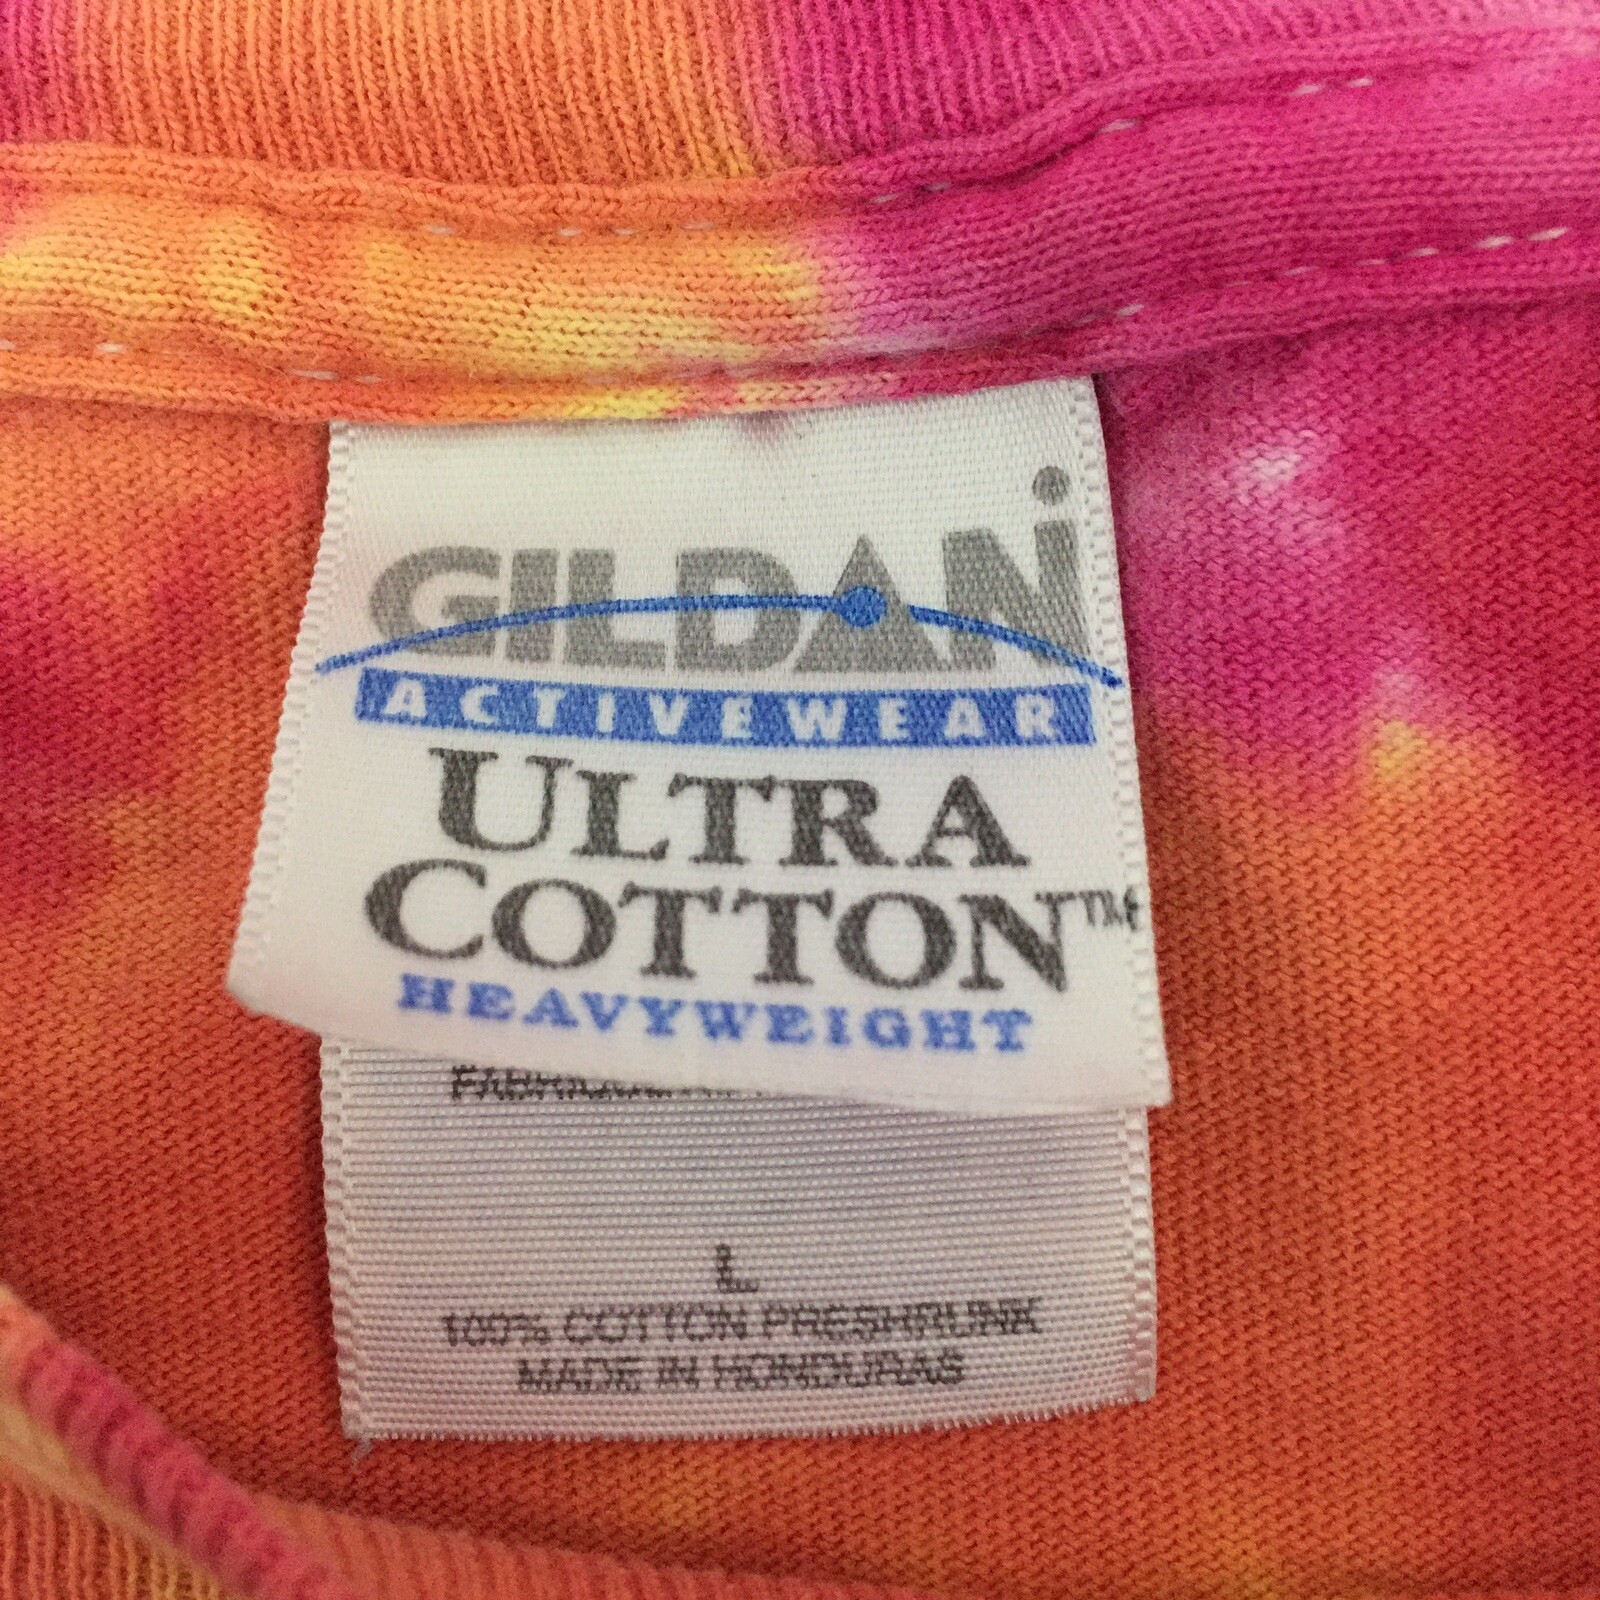 GILDAN
ACTIVEWEAR
ULTRA
COTTON™
HEAVYWEIGHT
L
100% COTTON PRESHRUNK
MADE IN HONDURAS